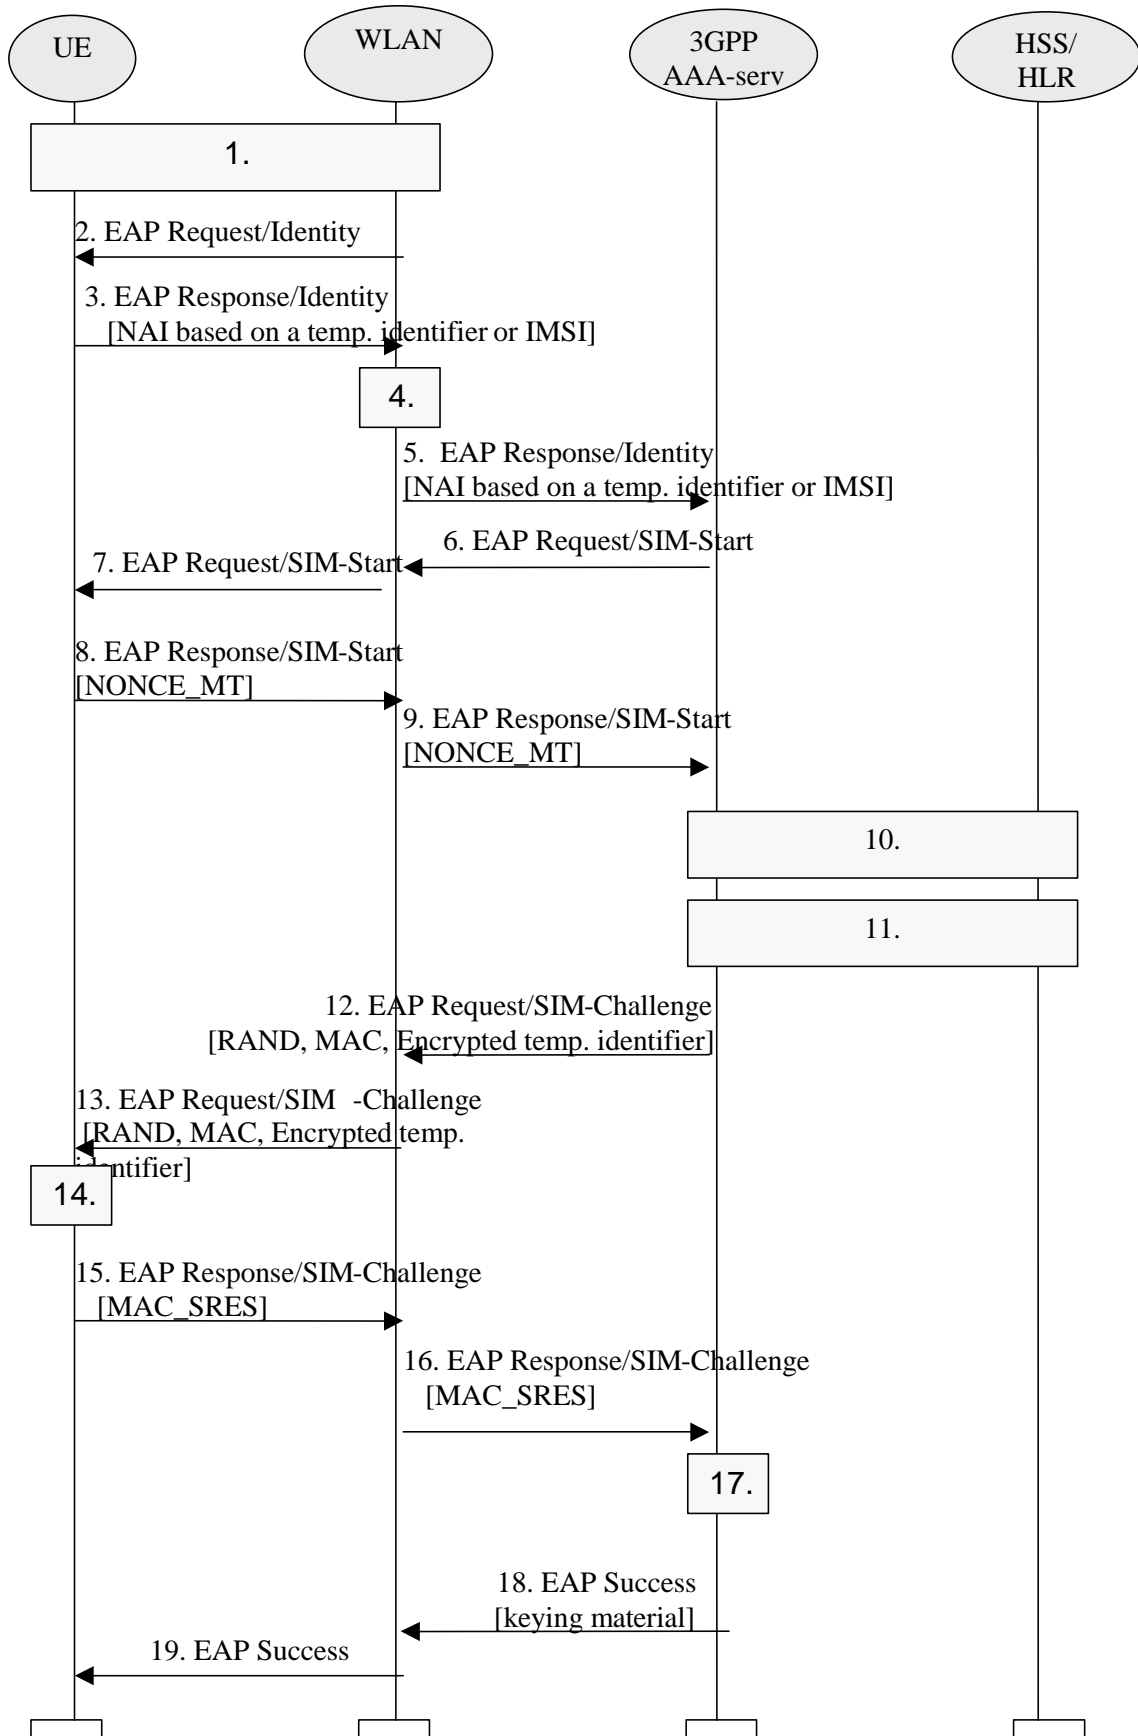 UE
WLAN
3GPP
AAA-serv
HSS/
HLR
1.
2. EAP Request/Identity
3. EAP Response/Identity
[NAI based on a temp. identifier or IMSI]
4.
5. EAP Response/Identity
[NAI based on a temp. identifier or IMSI]
6. EAP Request/SIM-Start
7. EAP Request/SIM-Start
8. EAP Response/SIM-Start
[NONCE_MT]
9. EAP Response/SIM-Start
[NONCE_MT]
10.
11.
12. EAP Request/SIM-Challenge
[RAND, MAC, Encrypted temp. identifier]
13. EAP Request/SIM -Challenge
[RAND, MAC, Encrypted temp.
identifier]
14.
15. EAP Response/SIM-Challenge
[MAC_SRES]
16. EAP Response/SIM-Challenge
[MAC_SRES]
17.
18. EAP Success
[keying material]
19. EAP Success